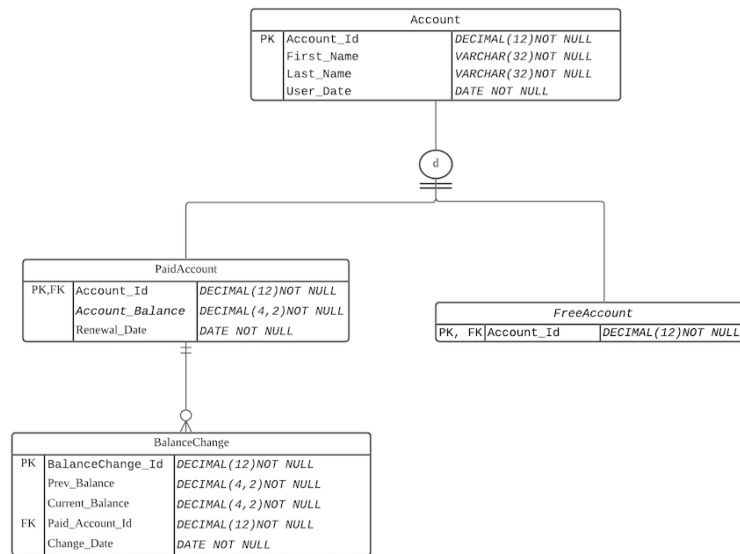 Account
PK Account_Id DECIMAL(12)NOT NULL
First_Name VARCHAR(32)NOT NULL
Last_Name VARCHAR(32)NOT NULL
User_Date DATE NOT NULL
d
PaidAccount
PK,FK Account_Id DECIMAL(12)NOT NULL
Account_Balance DECIMAL(4,2)NOT NULL
Renewal_Date DATE NOT NULL
FreeAccount
PK, FK Account_Id DECIMAL(12)NOT NULL
BalanceChange
PK BalanceChange_Id DECIMAL(12)NOT NULL
Prev_Balance DECIMAL(4,2)NOT NULL
Current_Balance DECIMAL(4,2)NOT NULL
FK Paid_Account_Id DECIMAL(12)NOT NULL
Change_Date DATE NOT NULL